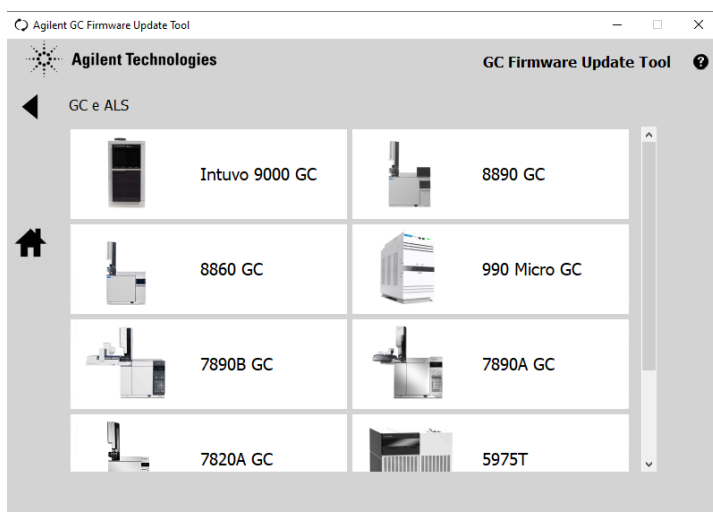 Agilent GC Firmware Update Tool
Agilent Technologies
GC Firmware Update Tool
GC e ALS
Intuvo 9000 GC
8890 GC
8860 GC
990 Micro GC
7890B GC
7890A GC
7820A GC
5975T